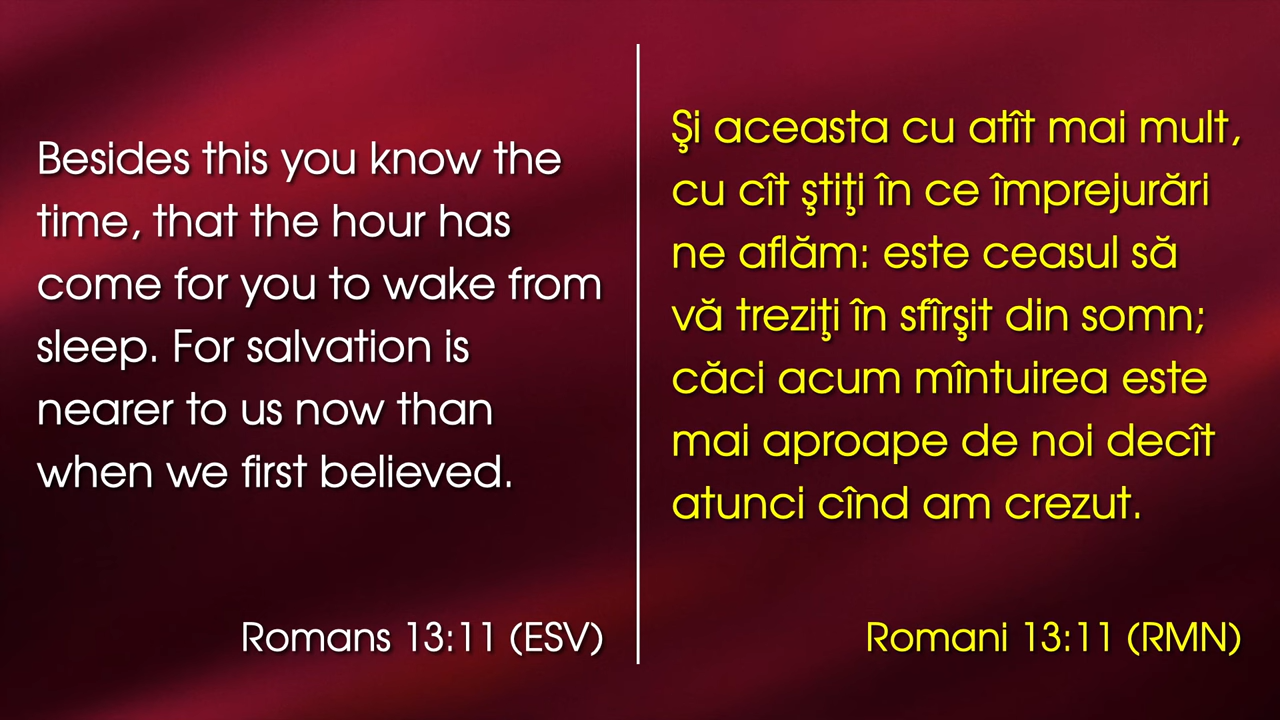 Besides this you know the
time, that the hour has
come for you to wake from
sleep. For salvation is
nearer to us now than
when we first believed.
Romans 13:11 (ESV)
Şi aceasta cu atît mai mult,
cu cît ştiţi în ce împrejurări
ne aflăm: este ceasul să
vă treziţi în sfîrşit din somn;
căci acum mîntuirea este
mai aproape de noi decît
atunci cînd am crezut.
Romani 13:11 (RMN)